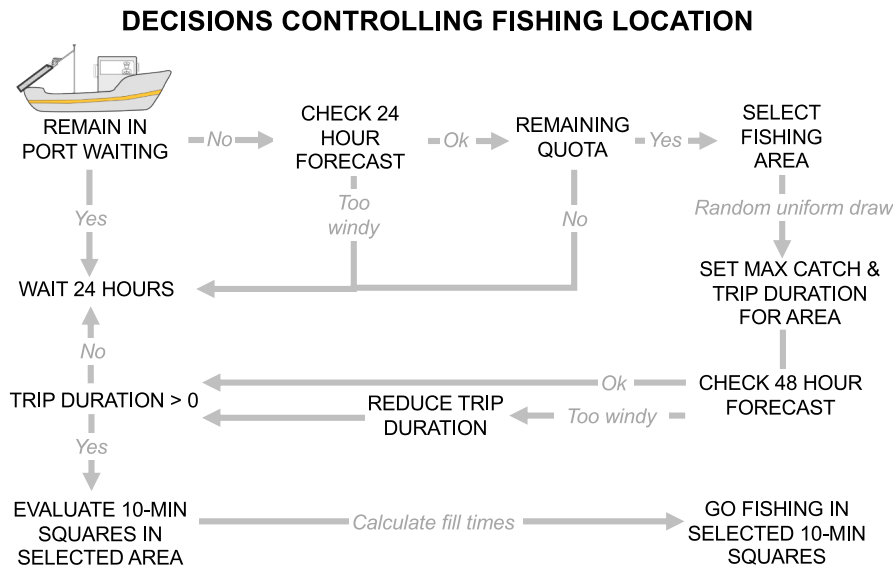 DECISIONS CONTROLLING FISHING LOCATION
REMAIN IN
PORT WAITING
No
CHECK 24
HOUR
FORECAST
Ok
REMAINING
QUOTA
Yes
SELECT
FISHING
AREA
Yes
Too
windy
No
Random uniform draw
WAIT 24 HOURS
SET MAX CATCH &
TRIP DURATION
FOR AREA
No
Ok
CHECK 48 HOUR
FORECAST
TRIP DURATION > 0
REDUCE TRIP
DURATION
Too windy
Yes
EVALUATE 10-MIN
SQUARES IN
SELECTED AREA
Calculate fill times
GO FISHING IN
SELECTED 10-MIN
SQUARES